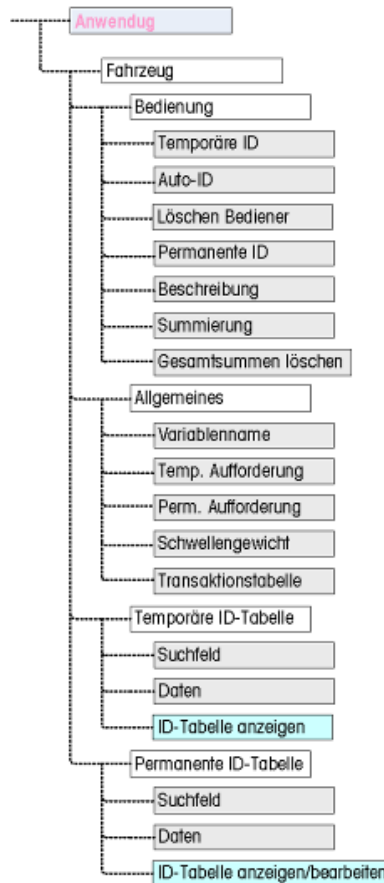 Anwendug
Fahrzeug
Bedienung
Temporäre ID
Auto-ID
Löschen Bediener
Permanente ID
Beschreibung
Summierung
Gesamtsummen löschen
Allgemeines
Variablenname
Temp. Aufforderung
Perm. Aufforderung
Schwellengewicht
Transaktionstabelle
Temporäre ID-Tabelle
Suchfeld
Daten
ID-Tabelle anzeigen
Permanente ID-Tabelle
Suchfeld
Daten
ID-Tabelle anzeigen/bearbeiten